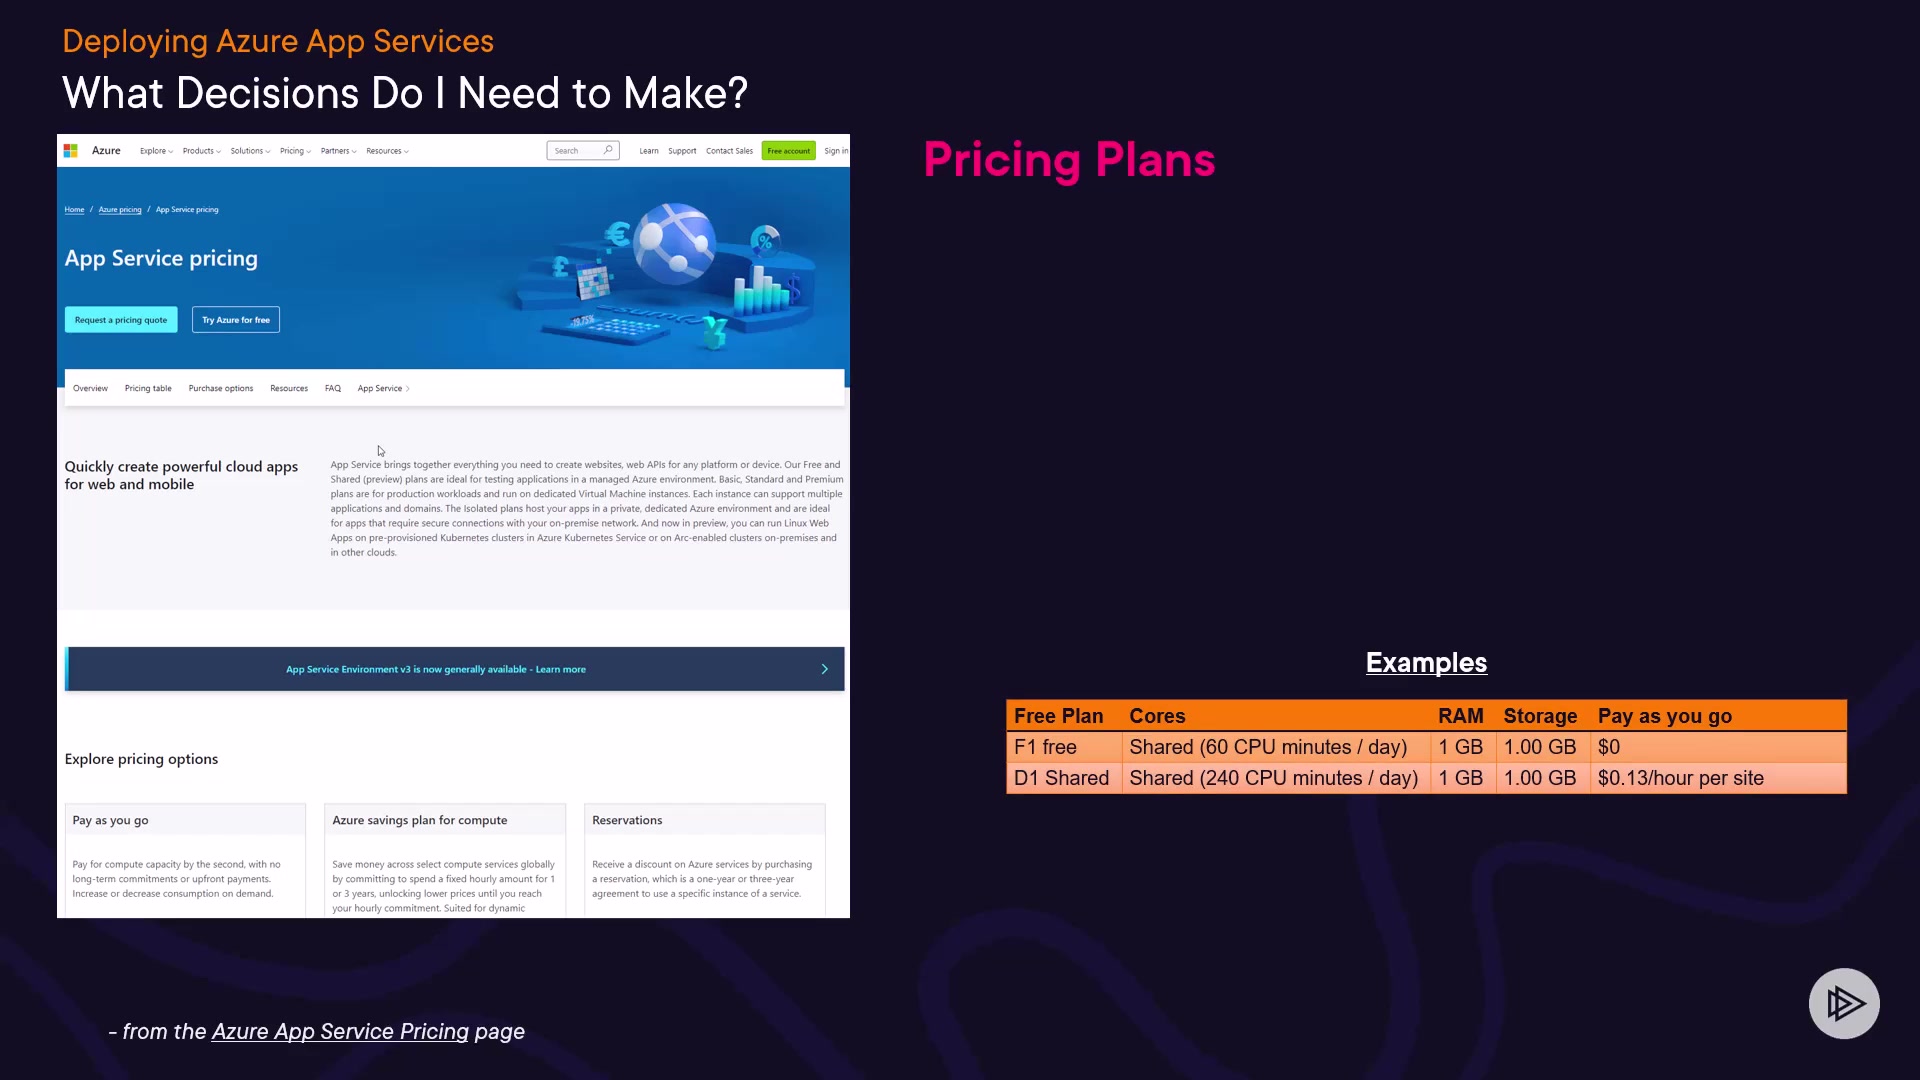 Deploying Azure App Services
What Decisions Do I Need to Make?
Azure Explore Products Solutions Pricing Partners Resources Search Learn Support Contact Sales Free account Sign in
Home / Azure pricing / App Service pricing
App Service pricing
Request a pricing quote Try Azure for free
Overview Pricing table Purchase options Resources FAQ App Service
Quickly create powerful cloud apps
for web and mobile
App Service brings together everything you need to create websites, web APIs for any platform or device. Our Free and
Shared (preview) plans are ideal for testing applications in a managed Azure environment. Basic, Standard and Premium
plans are for production workloads and run on dedicated Virtual Machine instances. Each instance can support multiple
applications and domains. The Isolated plans host your apps in a private, dedicated Azure environment and are ideal
for apps that require secure connections with your on-premise network. And now in preview, you can run Linux Web
Apps on pre-provisioned Kubernetes clusters in Azure Kubernetes Service or on Arc-enabled clusters on-premises and
in other clouds.
App Service Environment v3 is now generally available - Learn more
Explore pricing options
Pay as you go
Pay for compute capacity by the second, with no
long-term commitments or upfront payments.
Increase or decrease consumption on demand.
Azure savings plan for compute
Save money across select compute services globally
by committing to spend a fixed hourly amount for 1
or 3 years, unlocking lower prices until you reach
your hourly commitment. Suited for dynamic
Reservations
Receive a discount on Azure services by purchasing
a reservation, which is a one-year or three-year
agreement to use a specific instance of a service.
- from the Azure App Service Pricing page
Pricing Plans
Examples
Free Plan Cores RAM Storage Pay as you go
F1 free Shared (60 CPU minutes / day) 1 GB 1.00 GB $0
D1 Shared Shared (240 CPU minutes / day) 1 GB 1.00 GB $0.13/hour per site